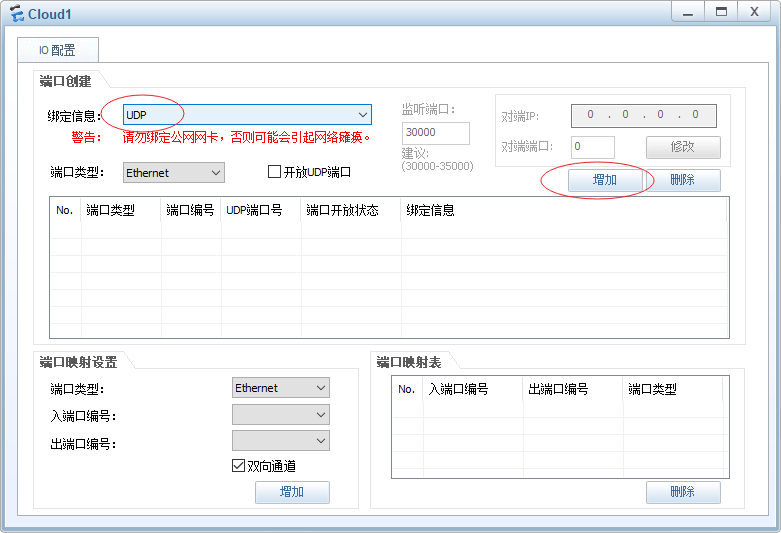 Cloud1
IO 配置
端口创建
绑定信息： UDP
警告： 请勿绑定公网网卡，否则可能会引起网络瘫痪。
端口类型： Ethernet 开放UDP端口
监听端口：
30000
建议：
(30000-35000)
对端IP： 0 . 0 . 0 . 0
对端端口： 0 修改
增加 删除
No. 端口类型 端口编号 UDP端口号 端口开放状态 绑定信息
端口映射设置
端口类型： Ethernet
入端口编号：
出端口编号：
双向通道
增加
端口映射表
No. 入端口编号 出端口编号 端口类型
删除